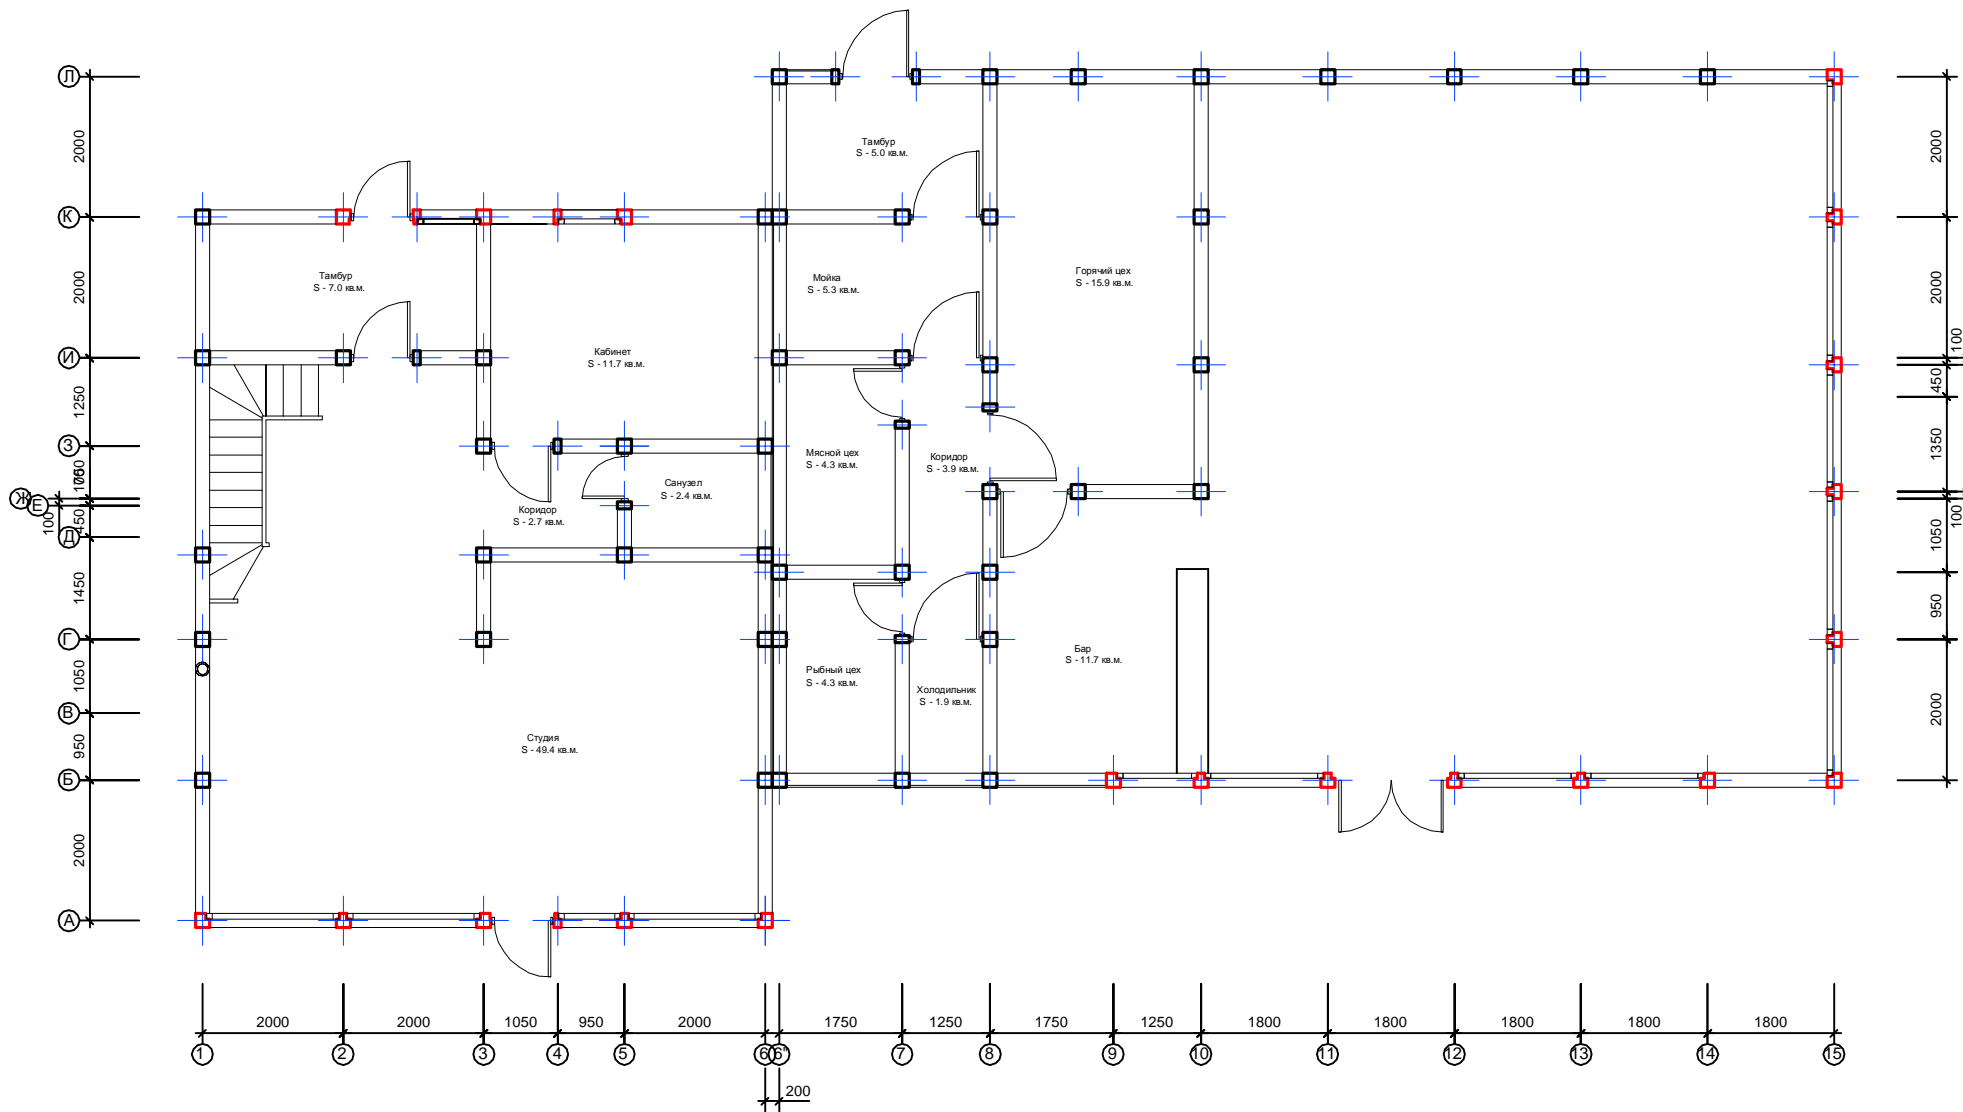 Л
2000
К
2000
И
1250
З
Ж
Е
100
450
Д
1450
Г
1050
В
950
Б
2000
А
Тамбур
S - 5.0 кв.м.
Тамбур
S - 7.0 кв.м.
Мойка
S - 5.3 кв.м.
Горячий цех
S - 15.9 кв.м.
Кабинет
S - 11.7 кв.м.
Мясной цех
S - 4.3 кв.м.
Коридор
S - 3.9 кв.м.
Санузел
S - 2.4 кв.м.
Коридор
S - 2.7 кв.м.
Бар
S - 11.7 кв.м.
Рыбный цех
S - 4.3 кв.м.
Холодильник
S - 1.9 кв.м.
Студия
S - 49.4 кв.м.
2000
2000
100
450
1350
100
1050
950
2000
2000 2000 1050 950 2000 1750 1250 1750 1250 1800 1800 1800 1800 1800
1 2 3 4 5 6 6" 7 8 9 10 11 12 13 14 15
200